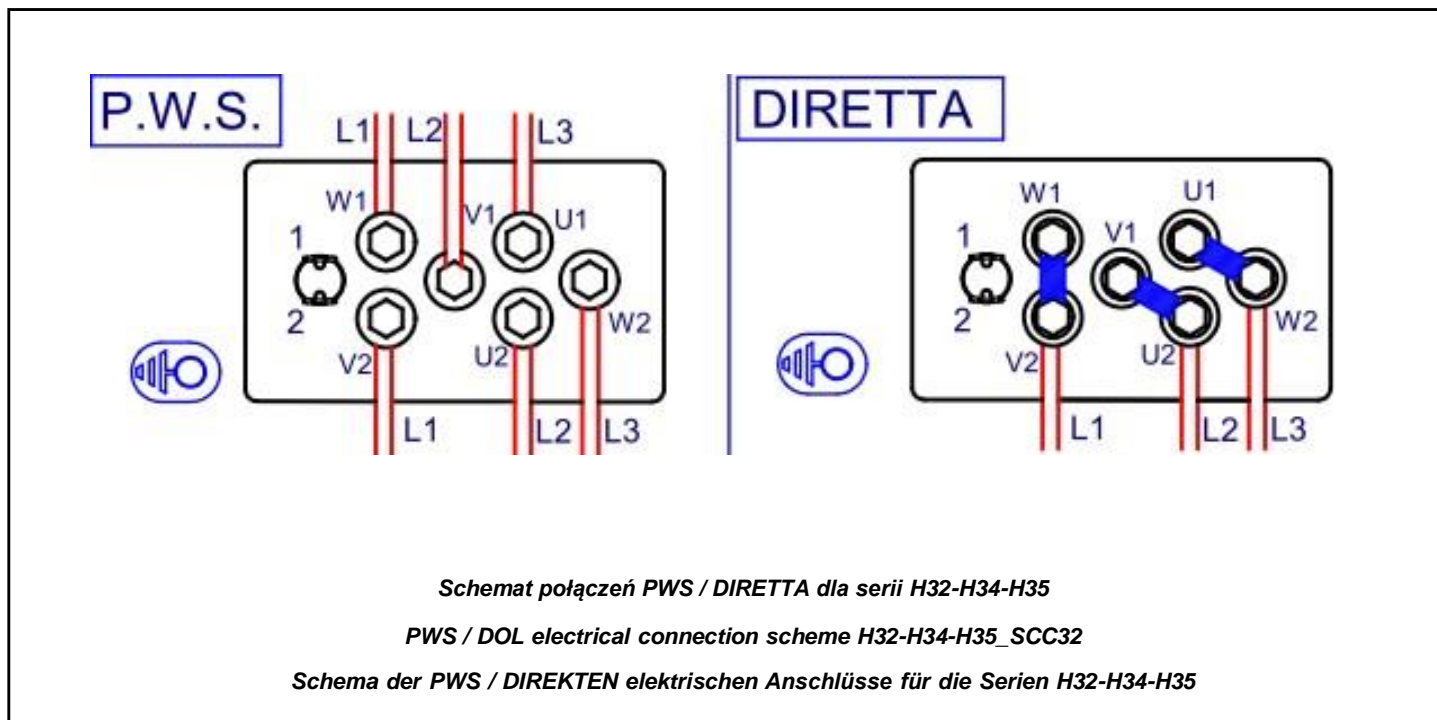 P.W.S.
DIRETTA
L1 L2 L3
W1 V1 U1
1
2
W2
V2 U2
L1 L2 L3
W1 U1
V1
1
2
W2
V2 U2
L1 L2 L3
Schemat połączeń PWS / DIRETTA dla serii H32-H34-H35
PWS / DOL electrical connection scheme H32-H34-H35_SCC32
Schema der PWS / DIREKTEN elektrischen Anschlüsse für die Serien H32-H34-H35